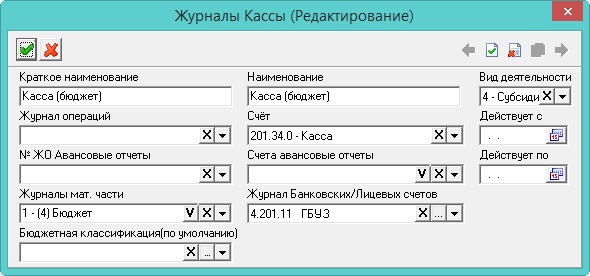 Журналы Кассы (Редактирование)
Краткое наименование Наименование Вид деятельности
Касса (бюджет) Касса (бюджет) 4 - Субсиди X
Журнал операций Счёт Действует с
X 201.34.0 - Касса X . .
№ ЖО Авансовые отчеты Счета авансовые отчеты Действует по
X V X . .
Журналы мат. части Журнал Банковских/Лицевых счетов
1 - (4) Бюджет V X 4.201.11 ГБУЗ X ...
Бюджетная классификация(по умолчанию)
X ...